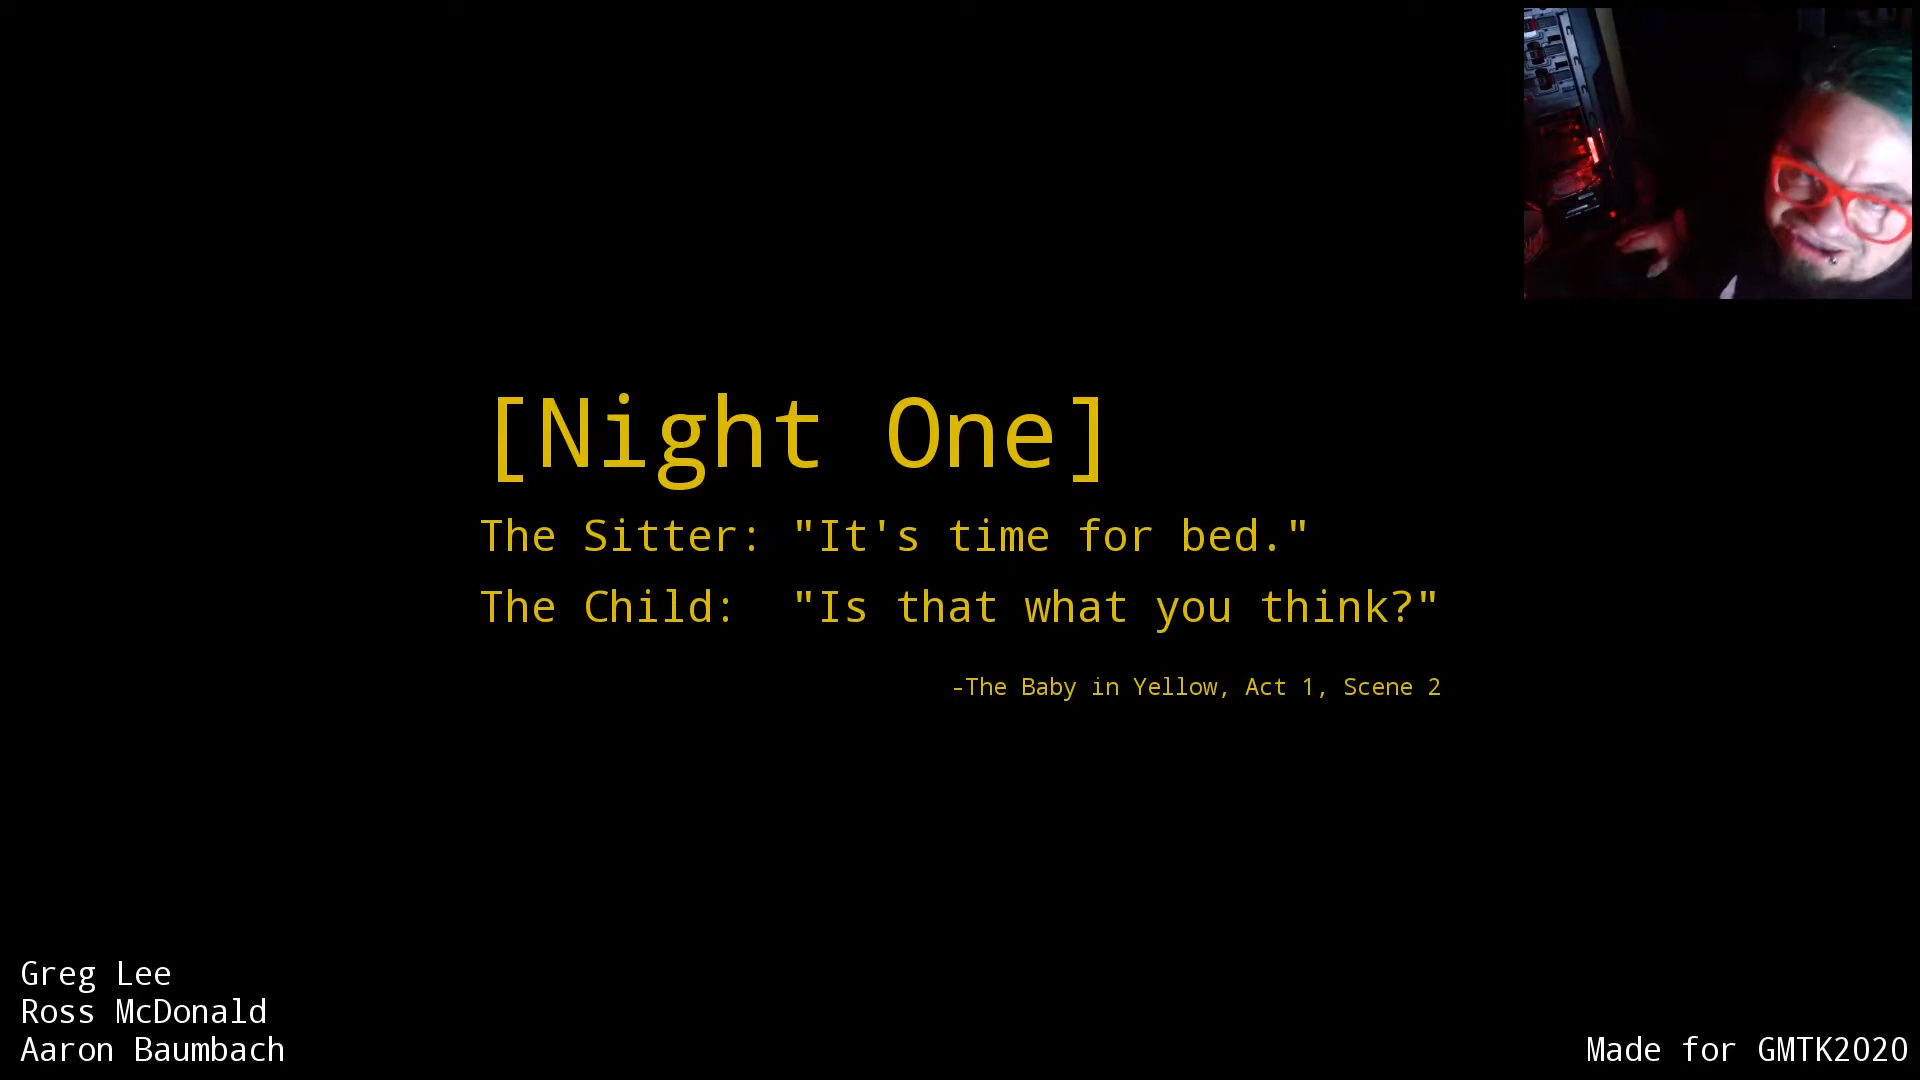 [Night One]
The Sitter: "It's time for bed."
The Child:  "Is that what you think?"
-The Baby in Yellow, Act 1, Scene 2
Greg Lee
Ross McDonald
Aaron Baumbach
Made for GMTK2020